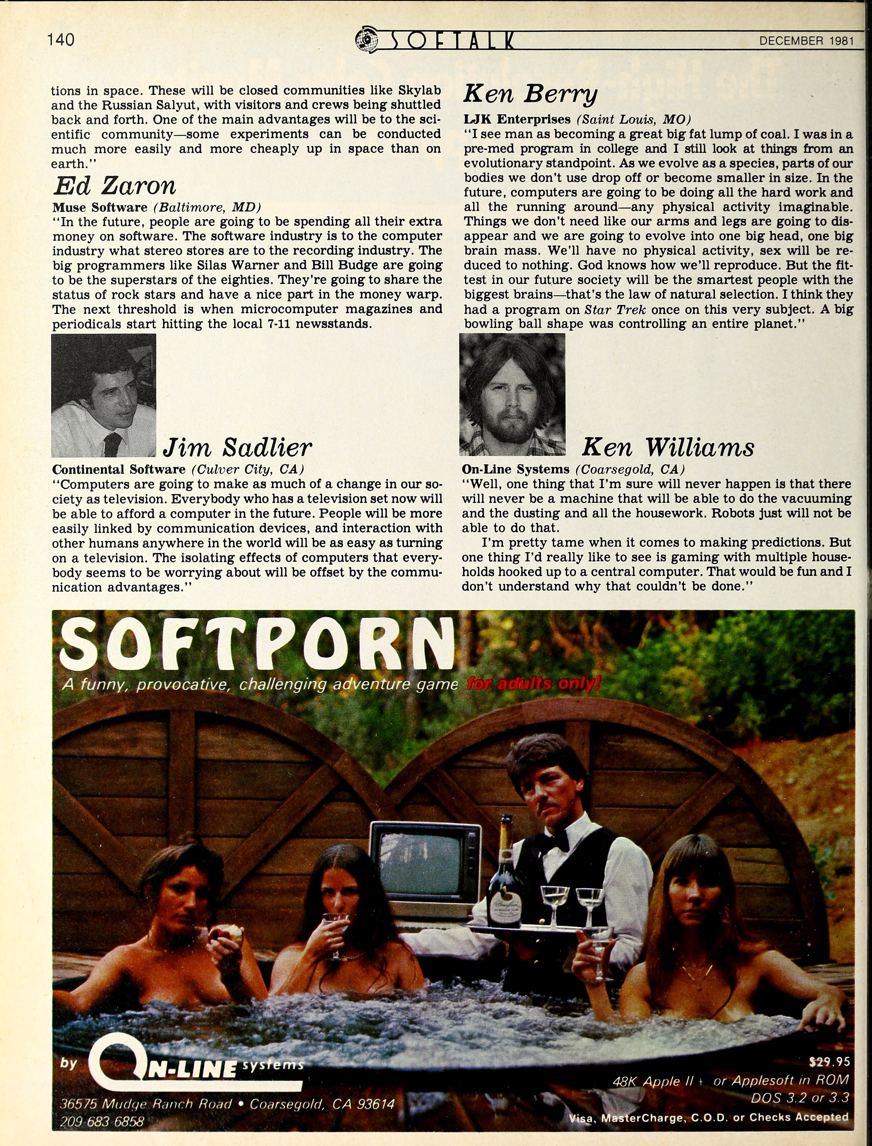 140
SOFTALK
DECEMBER 1981
tions in space. These will be closed communities like Skylab
and the Russian Salyut, with visitors and crews being shuttled
back and forth. One of the main advantages will be to the sci-
entific community—some experiments can be conducted
much more easily and more cheaply up in space than on
earth."
Ed Zaron
Muse Software (Baltimore, MD)
"In the future, people are going to be spending all their extra
money on software. The software industry is to the computer
industry what stereo stores are to the recording industry. The
big programmers like Silas Warner and Bill Budge are going
to be the superstars of the eighties. They're going to share the
status of rock stars and have a nice part in the money warp.
The next threshold is when microcomputer magazines and
periodicals start hitting the local 7-11 newsstands.
Jim Sadlier
Continental Software (Culver City, CA)
"Computers are going to make as much of a change in our so-
ciety as television. Everybody who has a television set now will
be able to afford a computer in the future. People will be more
easily linked by communication devices, and interaction with
other humans anywhere in the world will be as easy as turning
on a television. The isolating effects of computers that every-
body seems to be worrying about will be offset by the commu-
nication advantages."
Ken Berry
LJK Enterprises (Saint Louis, MO)
"I see man as becoming a great big fat lump of coal. I was in a
pre-med program in college and I still look at things from an
evolutionary standpoint. As we evolve as a species, parts of our
bodies we don't use drop off or become smaller in size. In the
future, computers are going to be doing all the hard work and
all the running around—any physical activity imaginable.
Things we don't need like our arms and legs are going to dis-
appear and we are going to evolve into one big head, one big
brain mass. We'll have no physical activity, sex will be re-
duced to nothing. God knows how we'll reproduce. But the fit-
test in our future society will be the smartest people with the
biggest brains—that's the law of natural selection. I think they
had a program on Star Trek once on this very subject. A big
bowling ball shape was controlling an entire planet."
Ken Williams
On-Line Systems (Coarsegold, CA)
"Well, one thing that I'm sure will never happen is that there
will never be a machine that will be able to do the vacuuming
and the dusting and all the housework. Robots just will not be
able to do that.
I'm pretty tame when it comes to making predictions. But
one thing I'd really like to see is gaming with multiple house-
holds hooked up to a central computer. That would be fun and I
don't understand why that couldn't be done."
SOFTPORN
A funny, provocative, challenging adventure game for adults only!
by ON-LINE systems
36575 Mudge Ranch Road • Coarsegold, CA 93614
209-683-6858
$29.95
48K Apple II + or Applesoft in ROM
DOS 3.2 or 3.3
Visa, MasterCharge, C.O.D. or Checks Accepted